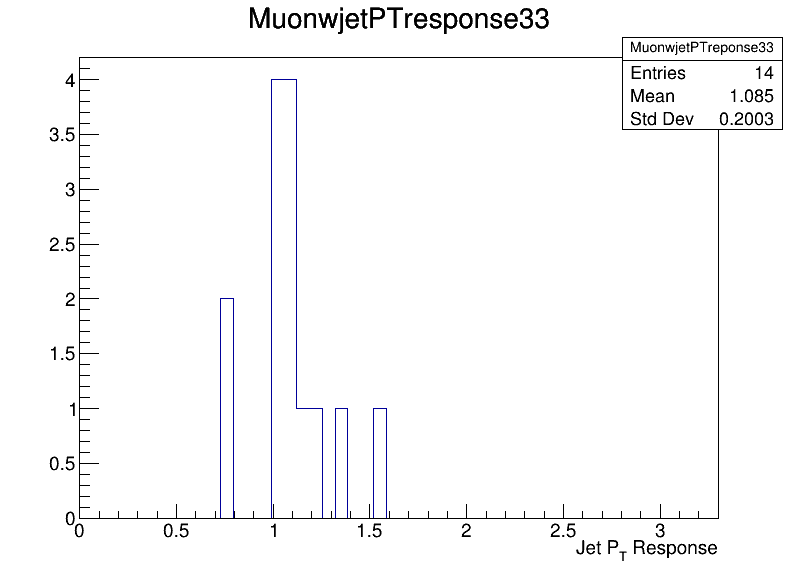 MuonwjetPTresponse33
MuonwjetPTreponse33
Entries 14
Mean 1.085
Std Dev 0.2003
4
3.5
3
2.5
2
1.5
1
0.5
0
0 0.5 1 1.5 2 2.5 3
Jet PT Response